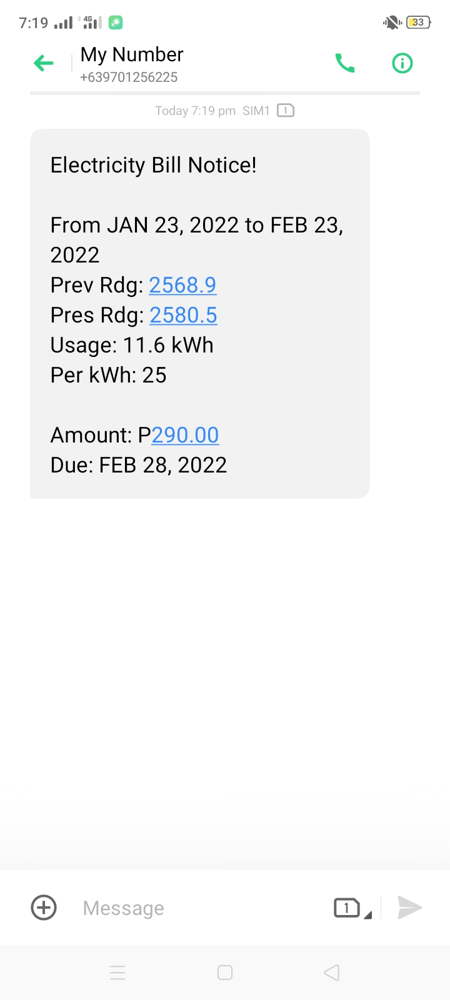 7:19 4G 33
My Number
+639701256225
Today 7:19 pm SIM1 1
Electricity Bill Notice!
From JAN 23, 2022 to FEB 23,
2022
Prev Rdg: 2568.9
Pres Rdg: 2580.5
Usage: 11.6 kWh
Per kWh: 25
Amount: P290.00
Due: FEB 28, 2022
Message 1